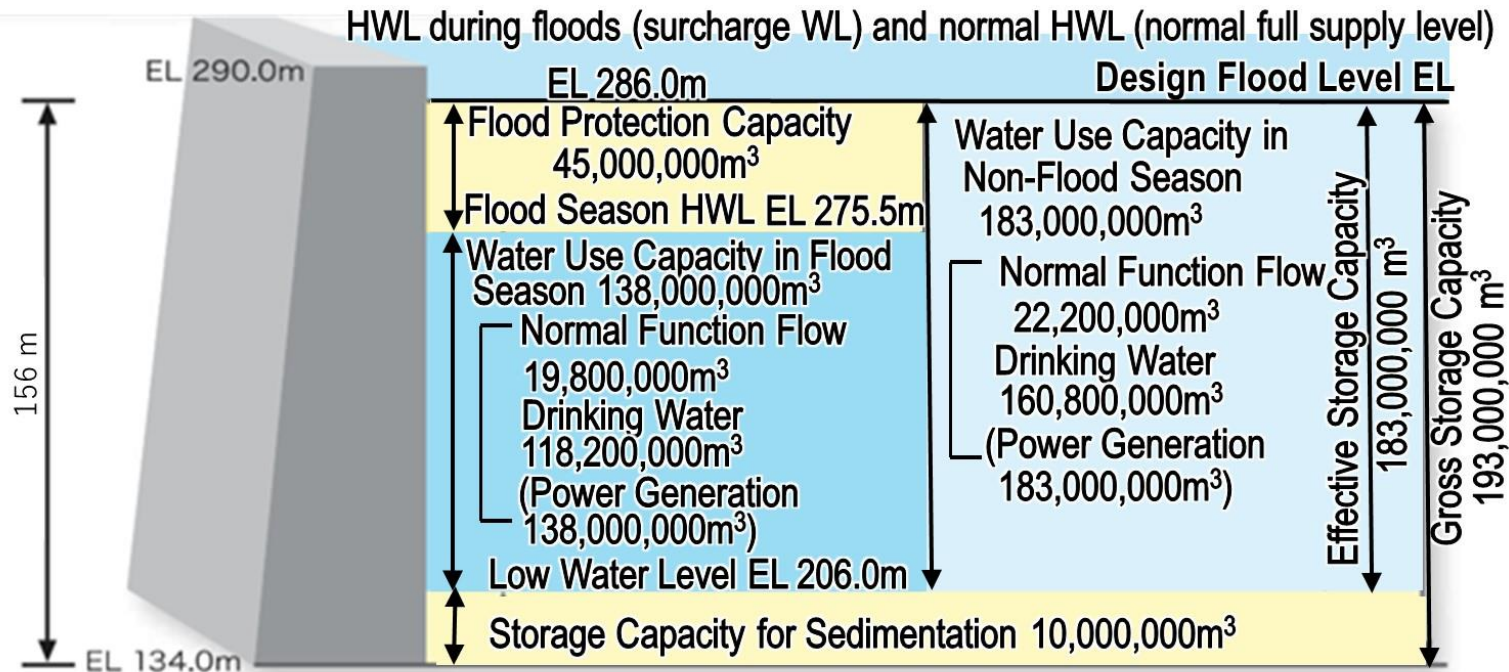 HWL during floods (surcharge WL) and normal HWL (normal full supply level)
EL 290.0m
EL 286.0m
Design Flood Level EL
Flood Protection Capacity
45,000,000m³
Flood Season HWL EL 275.5m
Water Use Capacity in Flood
Season 138,000,000m³
Normal Function Flow
19,800,000m³
Drinking Water
118,200,000m³
(Power Generation
138,000,000m³)
Low Water Level EL 206.0m
Water Use Capacity in
Non-Flood Season
183,000,000m³
Normal Function Flow
22,200,000m³
Drinking Water
160,800,000m³
(Power Generation
183,000,000m³)
Effective Storage Capacity
183,000,000 m³
Gross Storage Capacity
193,000,000 m³
156 m
Storage Capacity for Sedimentation 10,000,000m³
EL 134.0m